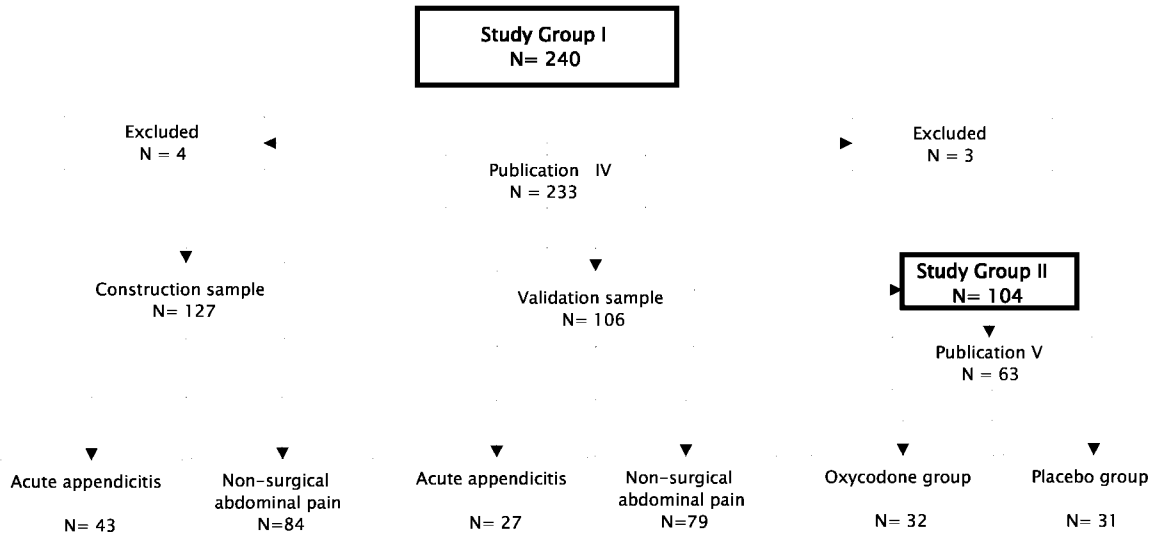 Study Group I
N= 240
Excluded
N = 4
Publication IV
N = 233
Excluded
N = 3
Construction sample
N= 127
Validation sample
N= 106
Study Group II
N= 104
Publication V
N = 63
Acute appendicitis
N= 43
Non-surgical
abdominal pain
N=84
Acute appendicitis
N= 27
Non-surgical
abdominal pain
N=79
Oxycodone group
N= 32
Placebo group
N= 31